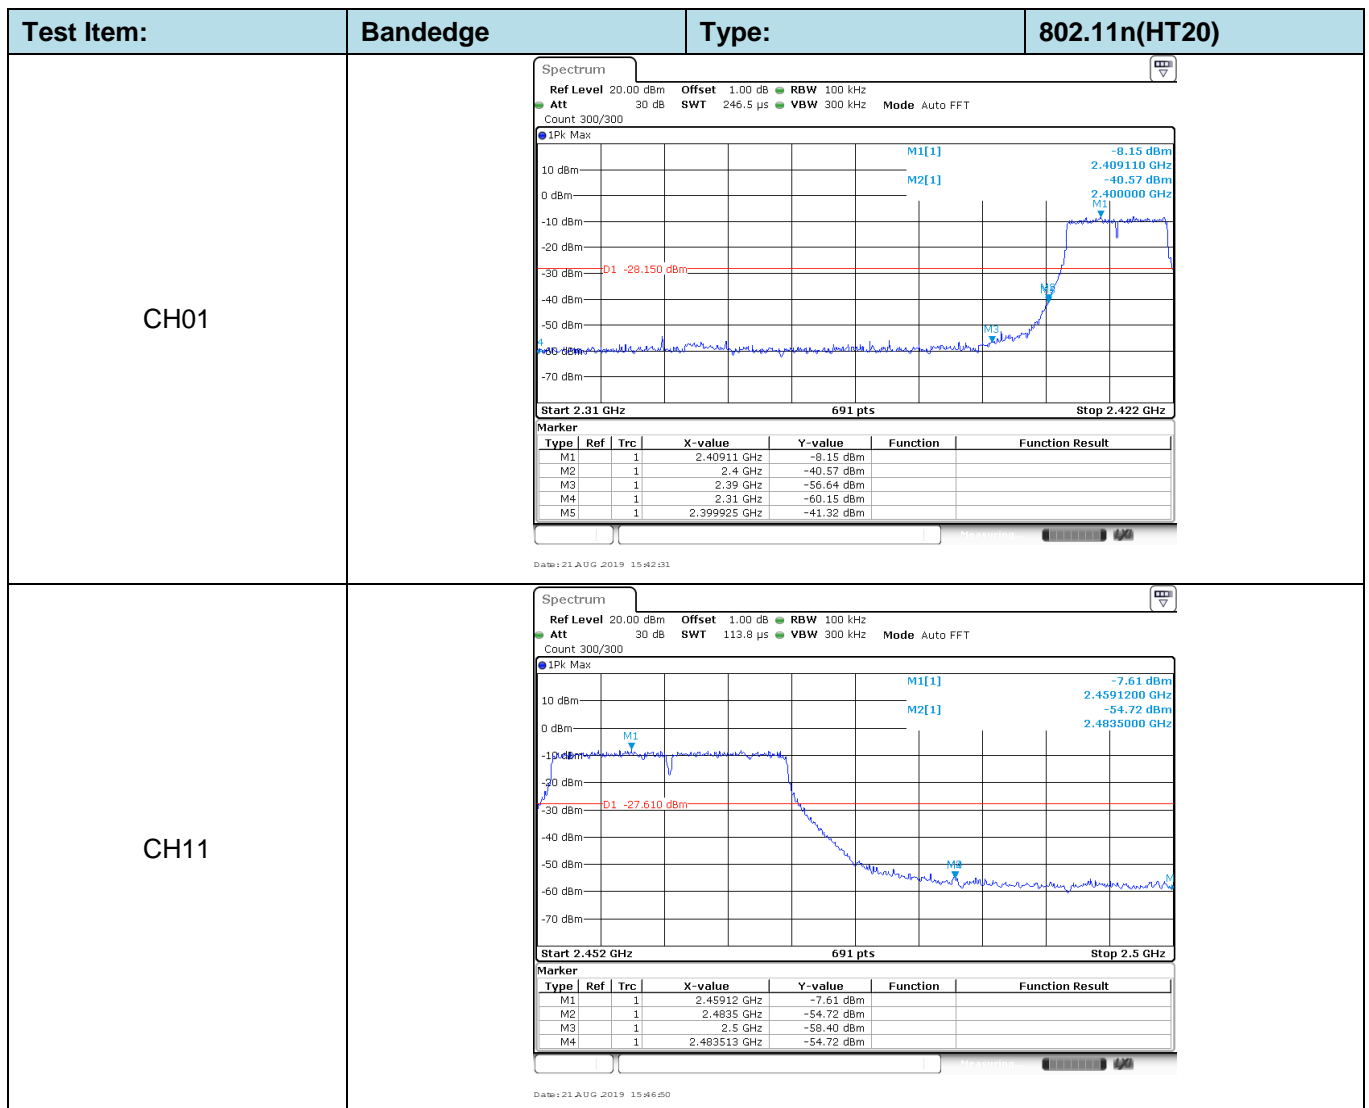 Test Item: Bandedge Type: 802.11n(HT20)
CH01
Spectrum
Ref Level 20.00 dBm Offset 1.00 dB RBW 100 kHz
Att 30 dB SWT 246.5 µs VBW 300 kHz Mode Auto FFT
Count 300/300
1Pk Max
M1[1] -8.15 dBm
2.409110 GHz
M2[1] -40.57 dBm
2.400000 GHz
10 dBm
0 dBm
M1
-10 dBm
-20 dBm
D1 -28.150 dBm
-30 dBm
-40 dBm
-50 dBm
M3
-60 dBm
-70 dBm
Start 2.31 GHz 691 pts Stop 2.422 GHz
Marker
Type Ref Trc X-value Y-value Function Function Result
M1 1 2.40911 GHz -8.15 dBm
M2 1 2.4 GHz -40.57 dBm
M3 1 2.39 GHz -56.64 dBm
M4 1 2.31 GHz -60.15 dBm
M5 1 2.399925 GHz -41.32 dBm
Measuring...
Date: 21.AUG.2019 15:42:31
CH11
Spectrum
Ref Level 20.00 dBm Offset 1.00 dB RBW 100 kHz
Att 30 dB SWT 113.8 µs VBW 300 kHz Mode Auto FFT
Count 300/300
1Pk Max
M1[1] -7.61 dBm
2.4591200 GHz
M2[1] -54.72 dBm
2.4835000 GHz
10 dBm
0 dBm
M1
-10 dBm
-20 dBm
D1 -27.610 dBm
-30 dBm
-40 dBm
-50 dBm
-60 dBm
-70 dBm
Start 2.452 GHz 691 pts Stop 2.5 GHz
Marker
Type Ref Trc X-value Y-value Function Function Result
M1 1 2.45912 GHz -7.61 dBm
M2 1 2.4835 GHz -54.72 dBm
M3 1 2.5 GHz -58.40 dBm
M4 1 2.483513 GHz -54.72 dBm
Measuring...
Date: 21.AUG.2019 15:46:50